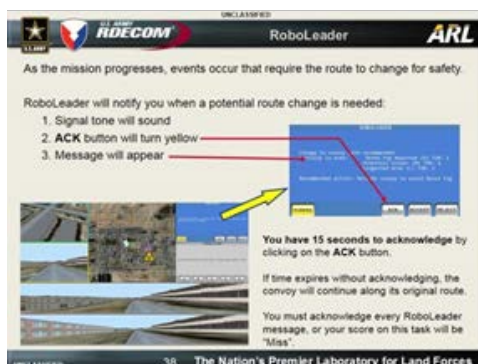 UNCLASSIFIED
U.S. ARMY
RDECOM
RoboLeader
ARL
U.S. ARMY
As the mission progresses, events occur that require the route to change for safety.
RoboLeader will notify you when a potential route change is needed:
1. Signal tone will sound
2. ACK button will turn yellow
3. Message will appear
You have 15 seconds to acknowledge by
clicking on the ACK button.
If time expires without acknowledging, the
convoy will continue along its original route.
You must acknowledge every RoboLeader
message, or your score on this task will be
"Miss".
UNCLASSIFIED
38
The Nation's Premier Laboratory for Land Forces